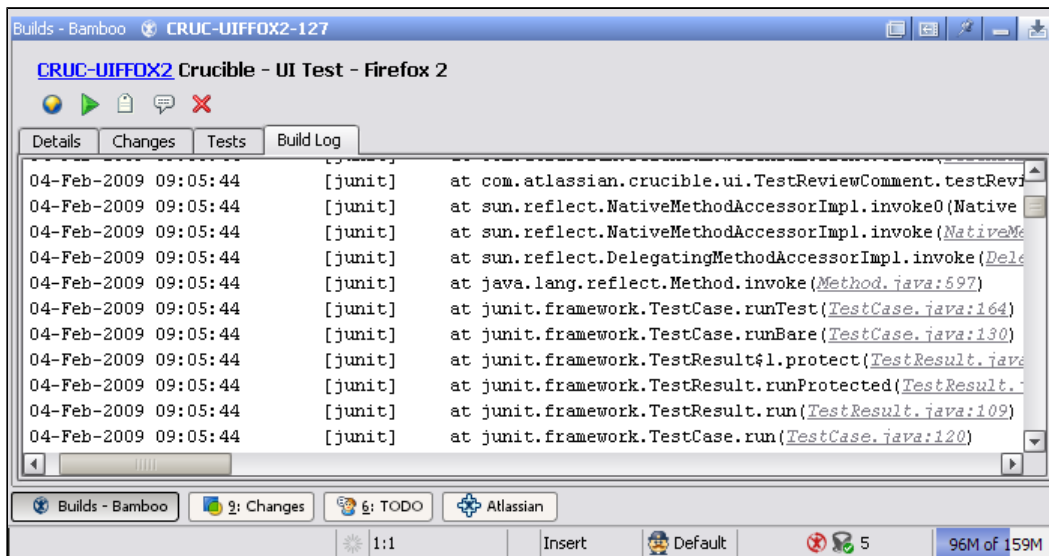 Builds - Bamboo CRUC-UIFFOX2-127
CRUC-UIFFOX2 Crucible - UI Test - Firefox 2
Details Changes Tests Build Log
04-Feb-2009 09:05:44 [junit] at com.atlassian.crucible.ui.TestReviewComment.testRevi
04-Feb-2009 09:05:44 [junit] at sun.reflect.NativeMethodAccessorImpl.invoke0(Native
04-Feb-2009 09:05:44 [junit] at sun.reflect.NativeMethodAccessorImpl.invoke(NativeMe
04-Feb-2009 09:05:44 [junit] at sun.reflect.DelegatingMethodAccessorImpl.invoke(Dele
04-Feb-2009 09:05:44 [junit] at java.lang.reflect.Method.invoke(Method.java:597)
04-Feb-2009 09:05:44 [junit] at junit.framework.TestCase.runTest(TestCase.java:164)
04-Feb-2009 09:05:44 [junit] at junit.framework.TestCase.runBare(TestCase.java:130)
04-Feb-2009 09:05:44 [junit] at junit.framework.TestResult$1.protect(TestResult.java
04-Feb-2009 09:05:44 [junit] at junit.framework.TestResult.runProtected(TestResult.
04-Feb-2009 09:05:44 [junit] at junit.framework.TestResult.run(TestResult.java:109)
04-Feb-2009 09:05:44 [junit] at junit.framework.TestCase.run(TestCase.java:120)
Builds - Bamboo 9: Changes 6: TODO Atlassian
1:1 Insert Default 5 96M of 159M